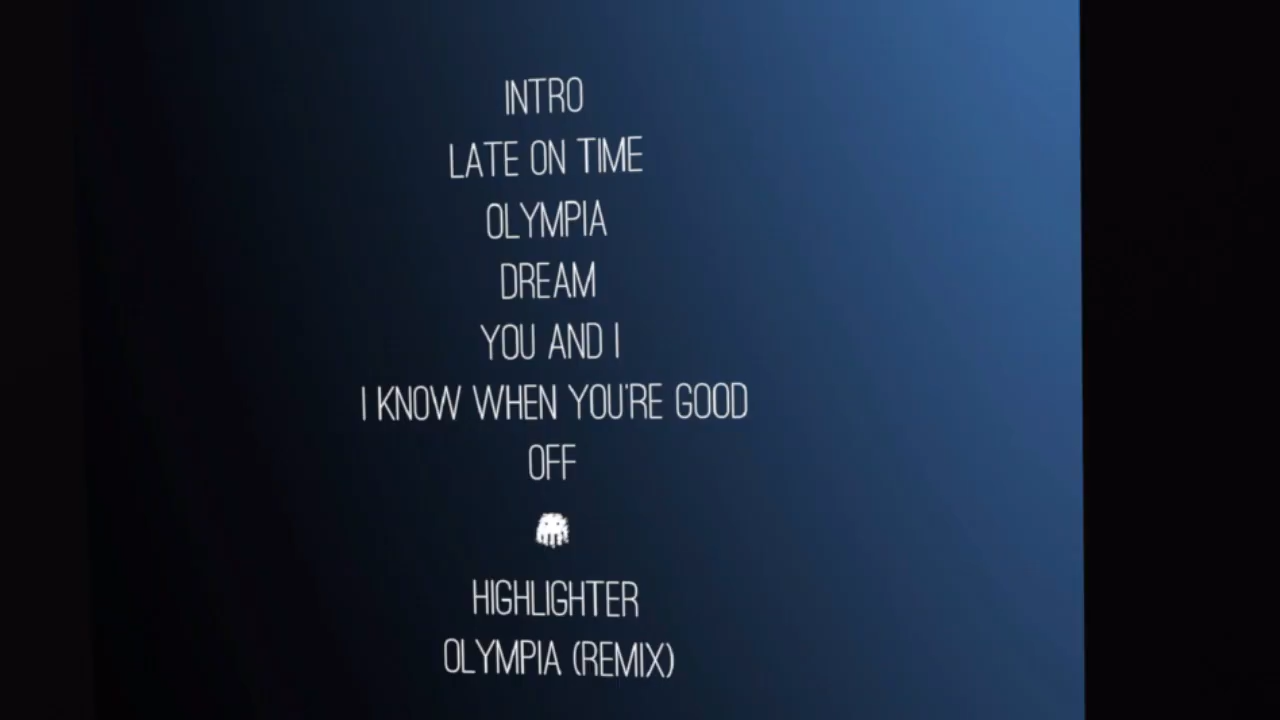 INTRO
LATE ON TIME
OLYMPIA
DREAM
YOU AND I
I KNOW WHEN YOU'RE GOOD
OFF
HIGHLIGHTER
OLYMPIA (REMIX)